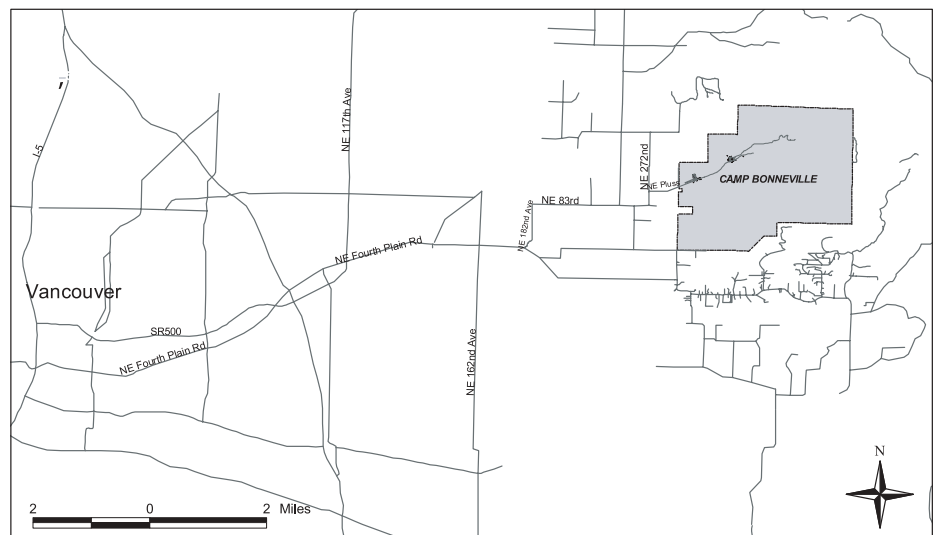 I-5
NE 117th Ave
NE 272nd
NE Pluss
CAMP BONNEVILLE
NE 83rd
NE 182nd Ave
NE Fourth Plain Rd
Vancouver
SR500
NE Fourth Plain Rd
NE 162nd Ave
N
2 0 2 Miles